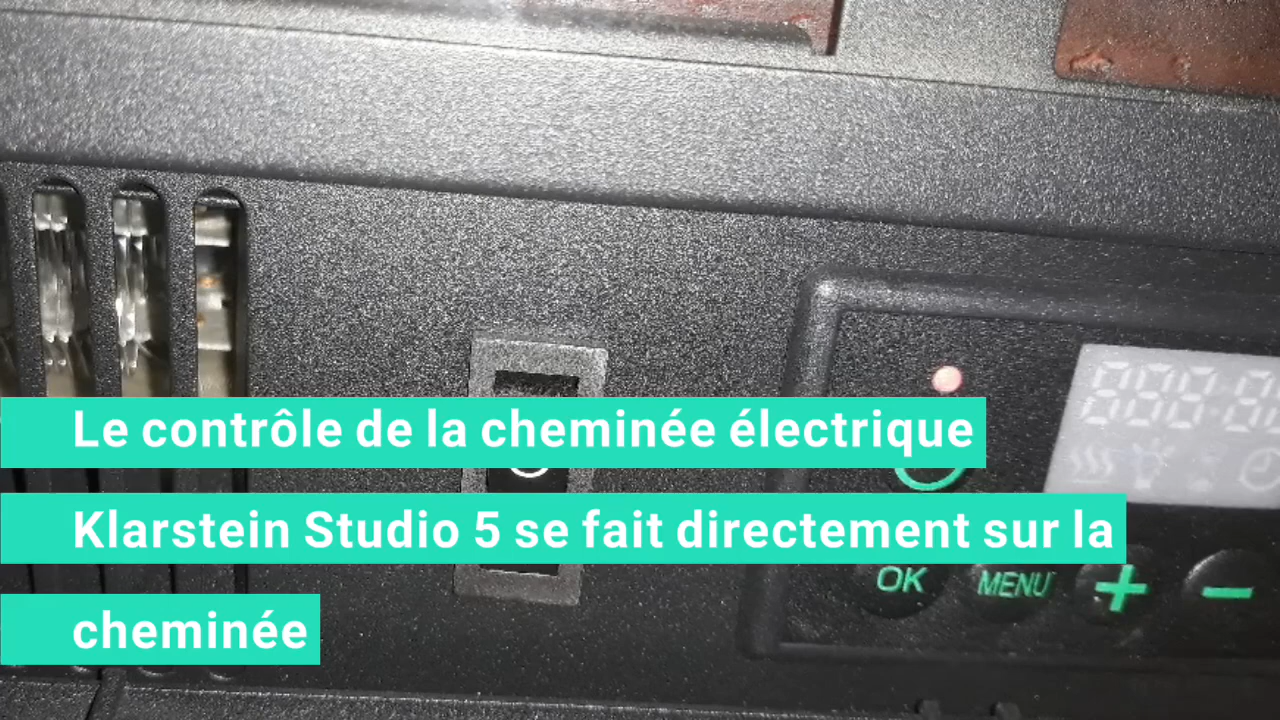 Le contrôle de la cheminée électrique
Klarstein Studio 5 se fait directement sur la
cheminée
OK MENU + −